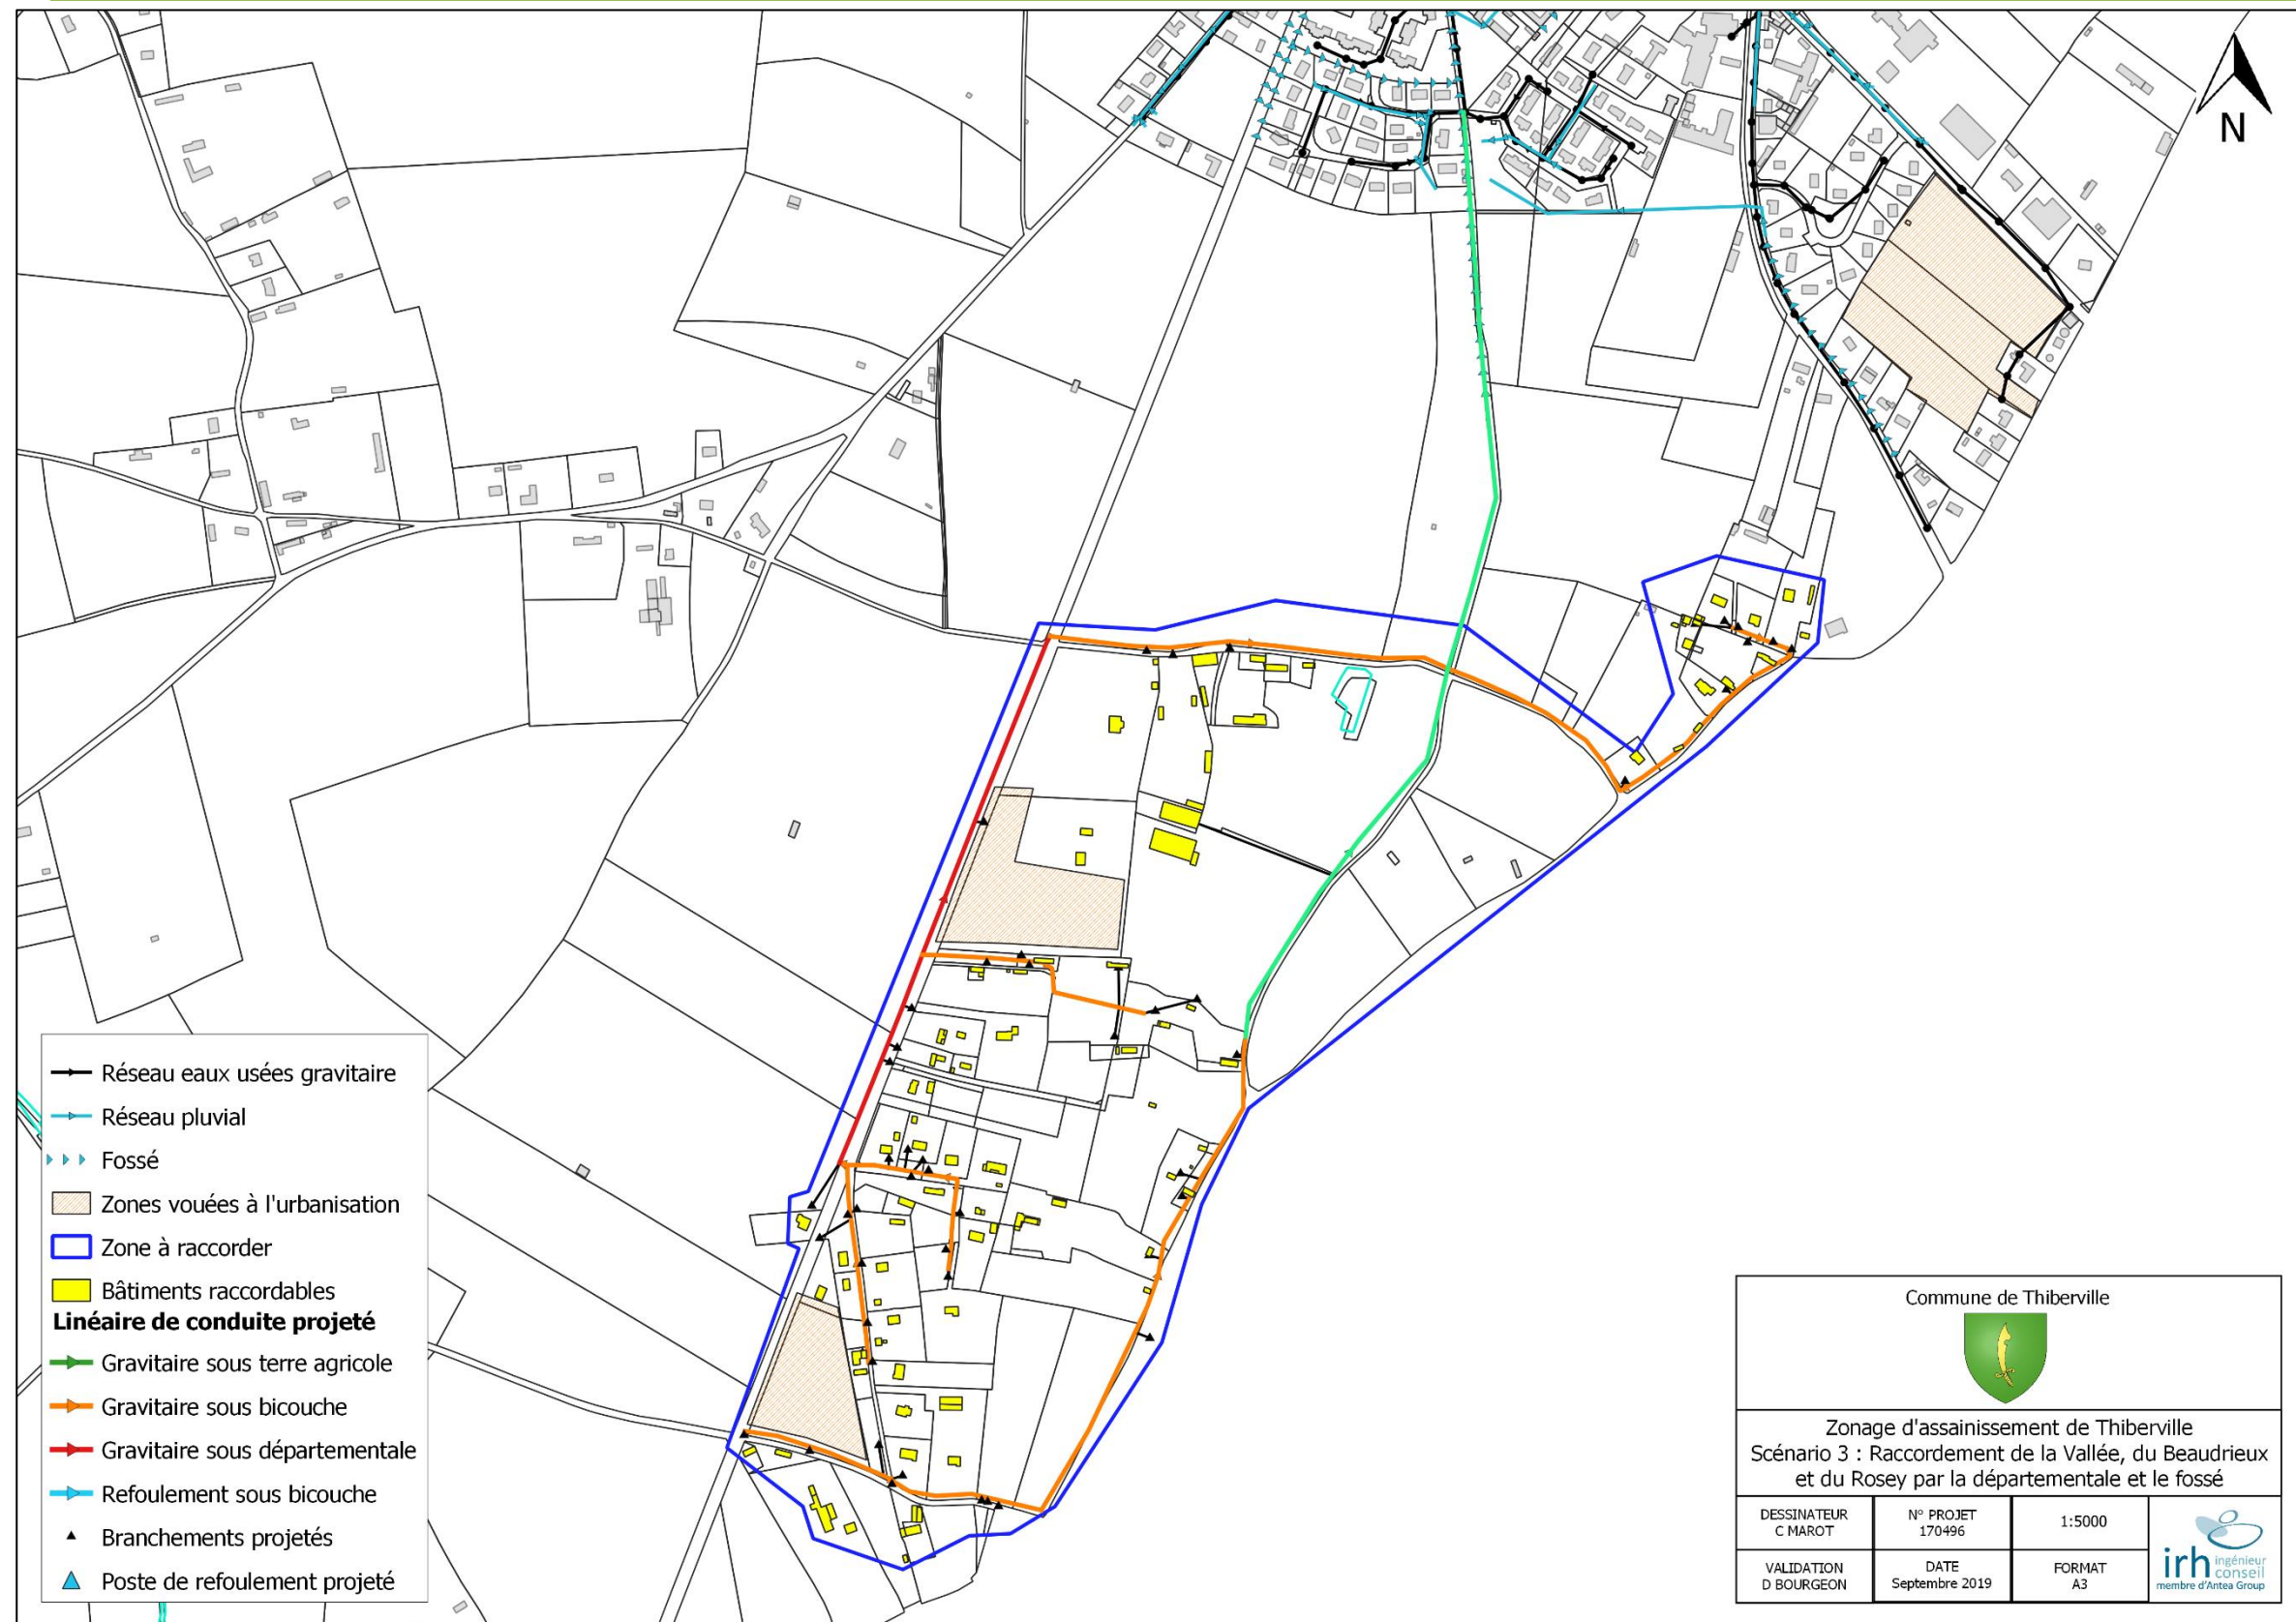 N
Réseau eaux usées gravitaire
Réseau pluvial
Fossé
Zones vouées à l'urbanisation
Zone à raccorder
Bâtiments raccordables
Linéaire de conduite projeté
Gravitaire sous terre agricole
Gravitaire sous bicouche
Gravitaire sous départementale
Refoulement sous bicouche
Branchements projetés
Poste de refoulement projeté
Commune de Thiberville
Zonage d'assainissement de Thiberville
Scénario 3 : Raccordement de la Vallée, du Beaudrieux
et du Rosey par la départementale et le fossé
DESSINATEUR
C MAROT
N° PROJET
170496
1:5000
VALIDATION
D BOURGEON
DATE
Septembre 2019
FORMAT
A3
irh ingénieur
conseil
membre d'Antea Group